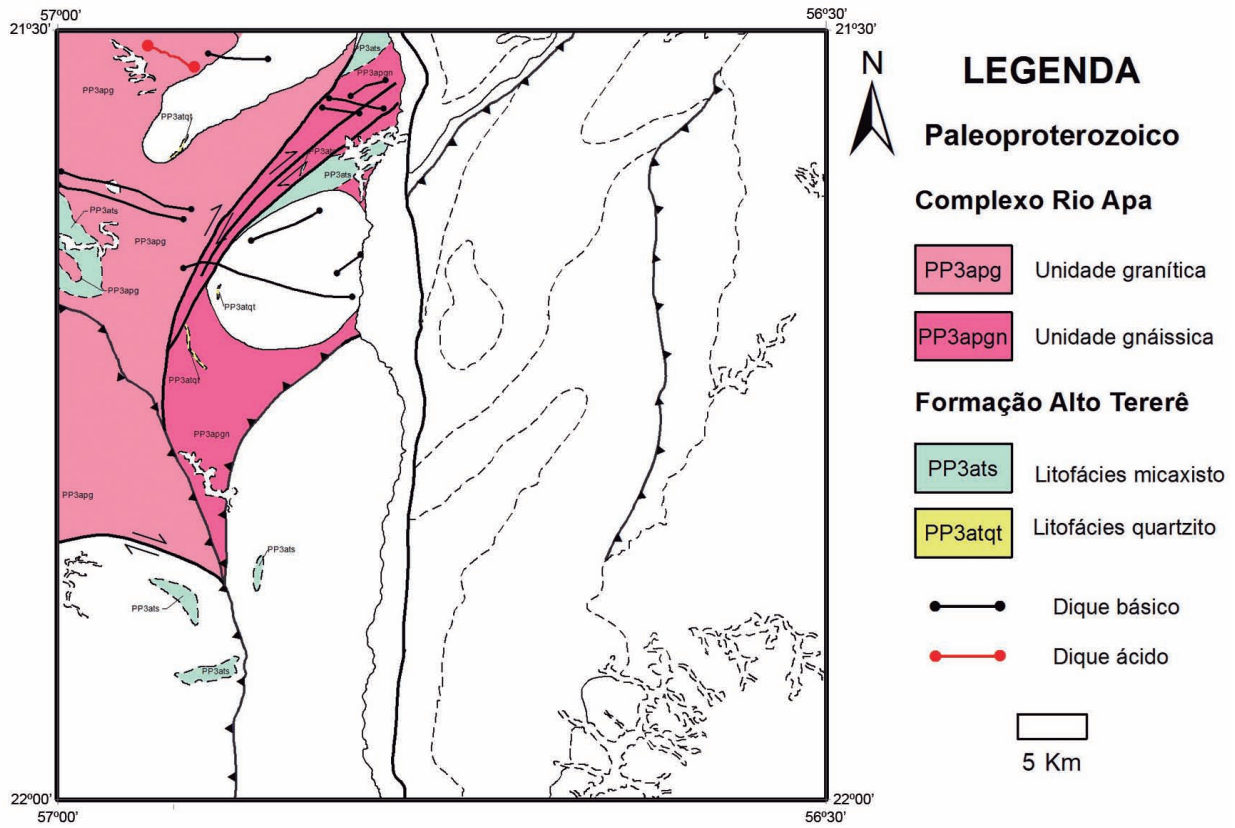 57º00'
56º30'
21º30'
21º30'
PP3ats
PP3apg
PP3apgn
PP3atqt
PP3ats
PP3ats
PP3ats
PP3apg
PP3apg
PP3atqt
PP3atqt
PP3apgn
PP3apg
PP3ats
PP3ats
PP3ats
22º00'
22º00'
57º00'
56º30'
N
LEGENDA
Paleoproterozoico
Complexo Rio Apa
PP3apg Unidade granítica
PP3apgn Unidade gnáissica
Formação Alto Tererê
PP3ats Litofácies micaxisto
PP3atqt Litofácies quartzito
Dique básico
Dique ácido
5 Km